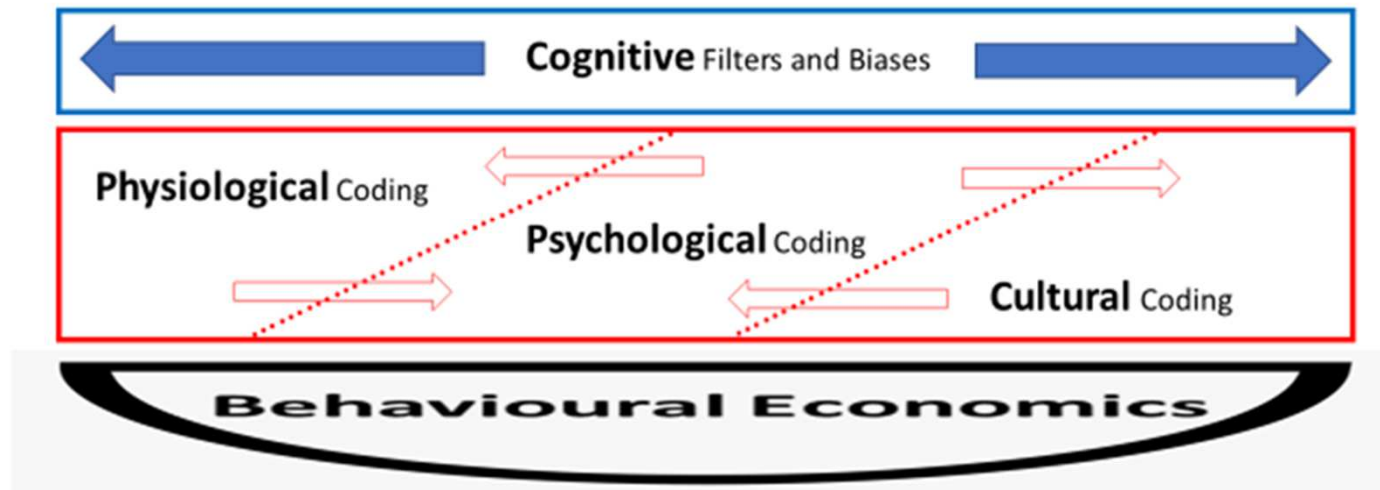 Cognitive Filters and Biases
Physiological Coding
Psychological Coding
Cultural Coding
Behavioural Economics